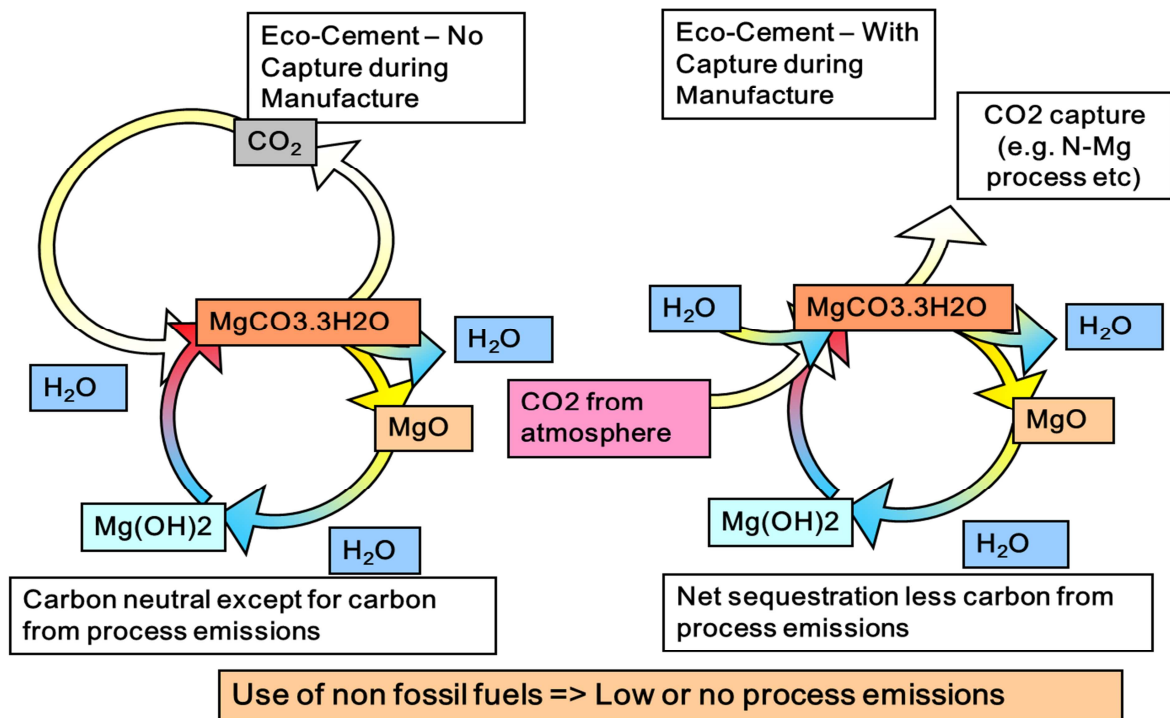 Eco-Cement – No
Capture during
Manufacture
CO₂
MgCO3.3H2O
H₂O
H₂O
MgO
Mg(OH)2
H₂O
Carbon neutral except for carbon
from process emissions
Eco-Cement – With
Capture during
Manufacture
CO2 capture
(e.g. N-Mg
process etc)
H₂O
MgCO3.3H2O
H₂O
CO2 from
atmosphere
MgO
Mg(OH)2
H₂O
Net sequestration less carbon from
process emissions
Use of non fossil fuels => Low or no process emissions